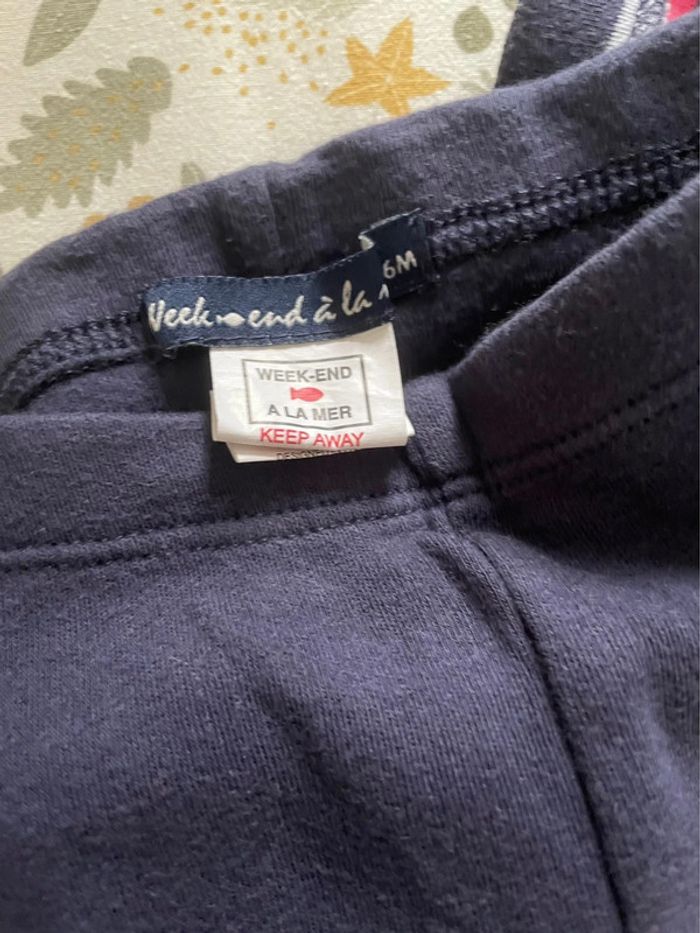 Week end à la
6M
WEEK-END
A LA MER
KEEP AWAY